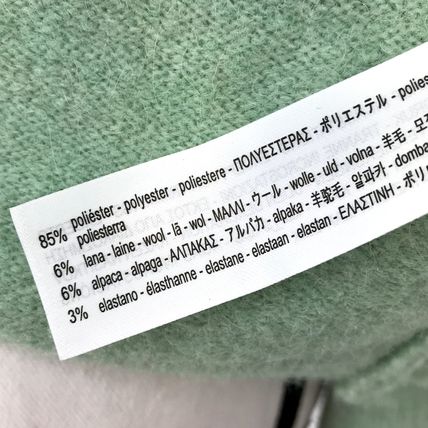 85% poliéster - polyester - poliestere - ΠΟΛΥΕΣΤΕΡΑΣ - ポリエステル - polies
poliesterra
6% lana - laine - wool - lã - wol - ΜΑΛΛΙ - ウール - wolle - uld - volna - 羊毛 - 모
6% alpaca - alpaga - ΑΛΠΑΚΑΣ - アルパカ - alpaka - 羊驼毛 - 알파카 - domba
3% elastano - élasthanne - elastane - elastaan - elastan - ΕΛΑΣΤΙΝΗ - ポリ